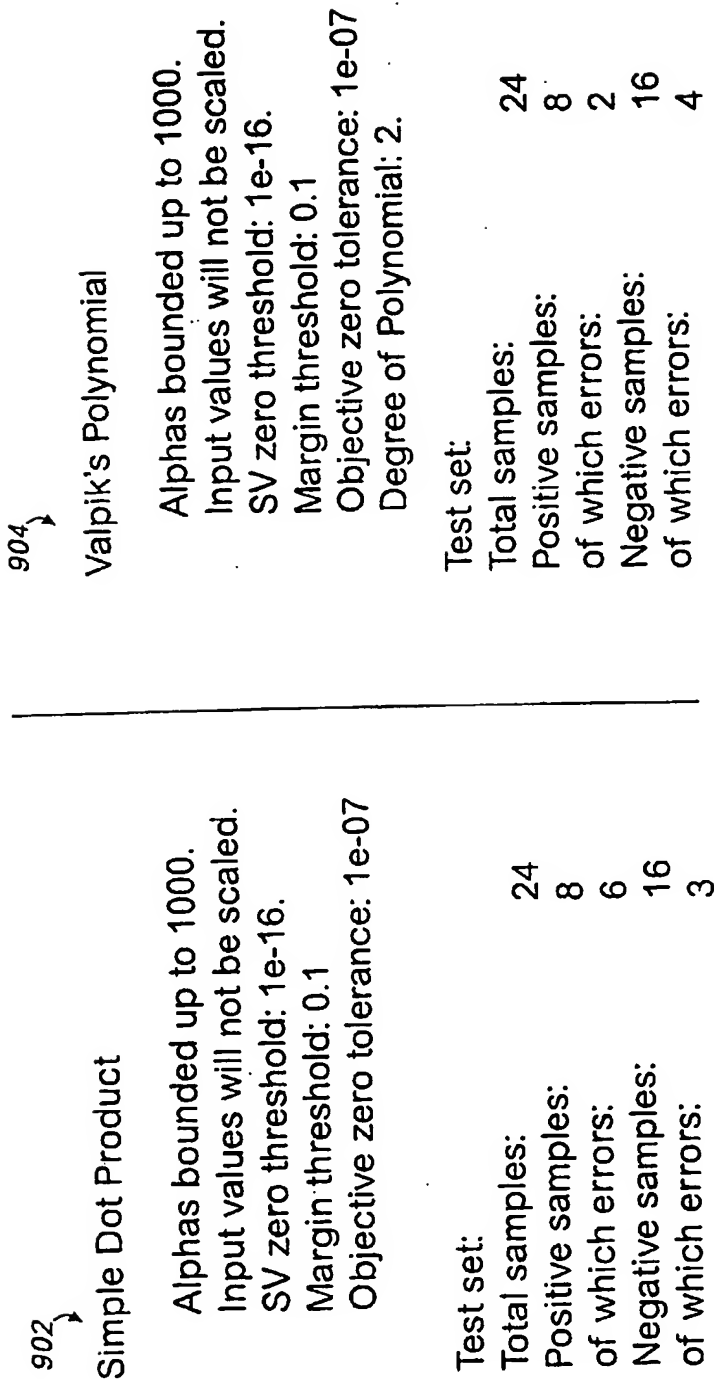 902
Simple Dot Product
Alphas bounded up to 1000.
Input values will not be scaled.
SV zero threshold: 1e-16.
Margin threshold: 0.1
Objective zero tolerance: 1e-07
Test set:
Total samples: 24
Positive samples: 8
of which errors: 6
Negative samples: 16
of which errors: 3
904
Valpik's Polynomial
Alphas bounded up to 1000.
Input values will not be scaled.
SV zero threshold: 1e-16.
Margin threshold: 0.1
Objective zero tolerance: 1e-07
Degree of Polynomial: 2.
Test set:
Total samples: 24
Positive samples: 8
of which errors: 2
Negative samples: 16
of which errors: 4